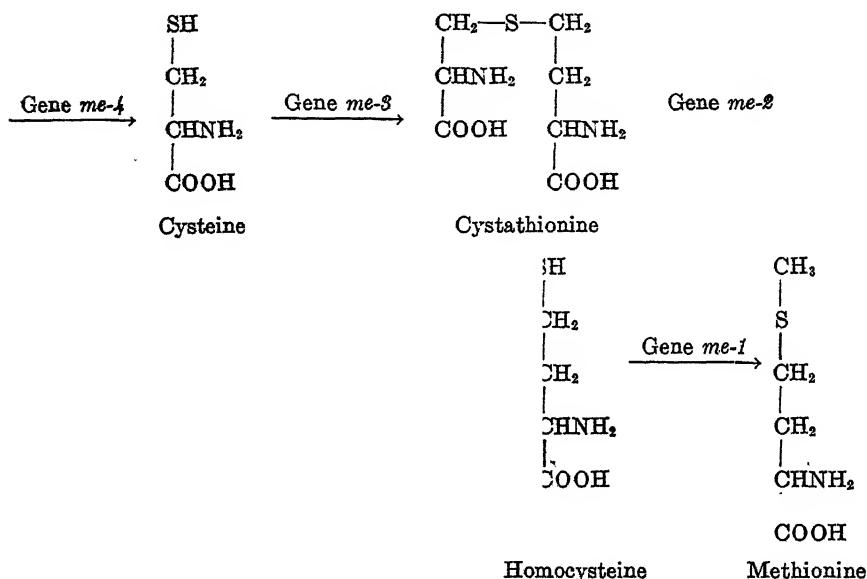 SH CH₂—S—CH₂
CH₂ CHNH₂ CH₂
Gene me-4 CHNH₂ Gene me-3 COOH CHNH₂ Gene me-2
COOH COOH
Cysteine Cystathionine
SH CH₃
CH₂ S
CH₂ Gene me-1 CH₂
CHNH₂ CH₂
COOH CHNH₂
COOH
Homocysteine Methionine